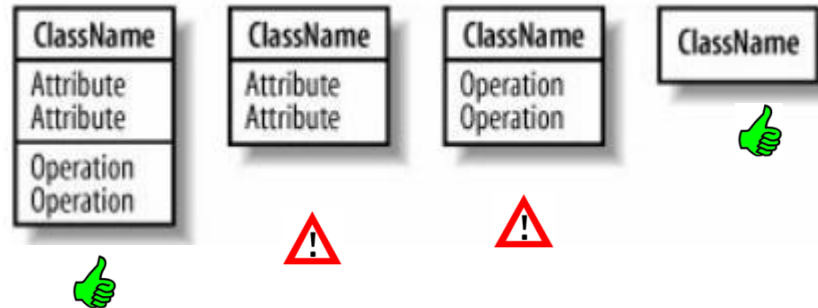 ClassName
Attribute
Attribute
Operation
Operation
ClassName
Attribute
Attribute
ClassName
Operation
Operation
ClassName
!
!